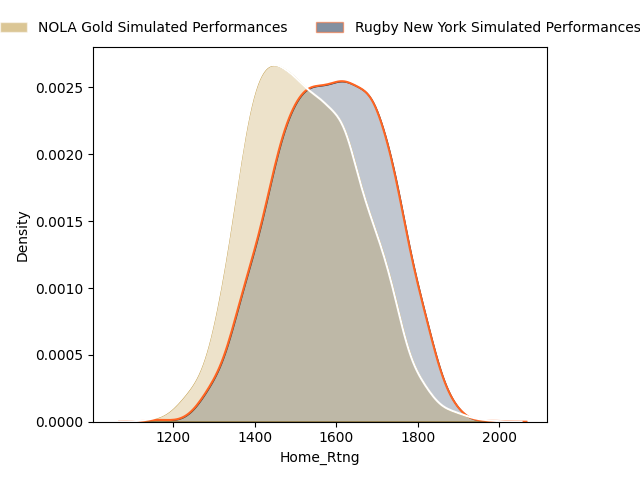 NOLA Gold Simulated Performances Rugby New York Simulated Performances
0.0025
0.0020
0.0015
0.0010
0.0005
0.0000
Density
1200 1400 1600 1800 2000
Home_Rtng